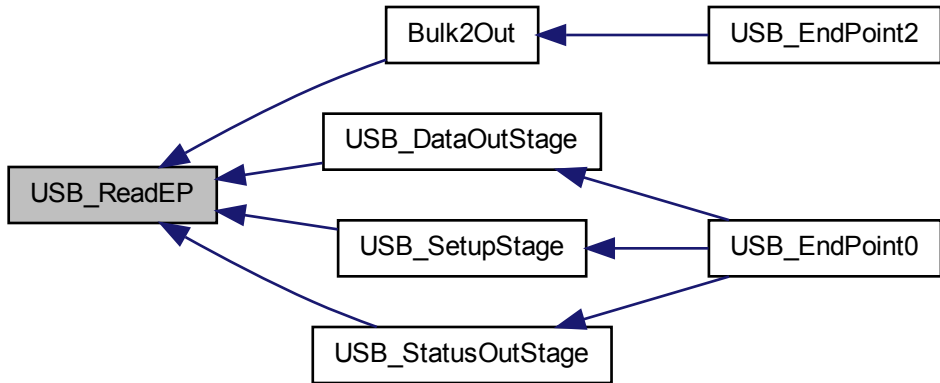 Bulk2Out
USB_EndPoint2
USB_DataOutStage
USB_ReadEP
USB_SetupStage
USB_EndPoint0
USB_StatusOutStage